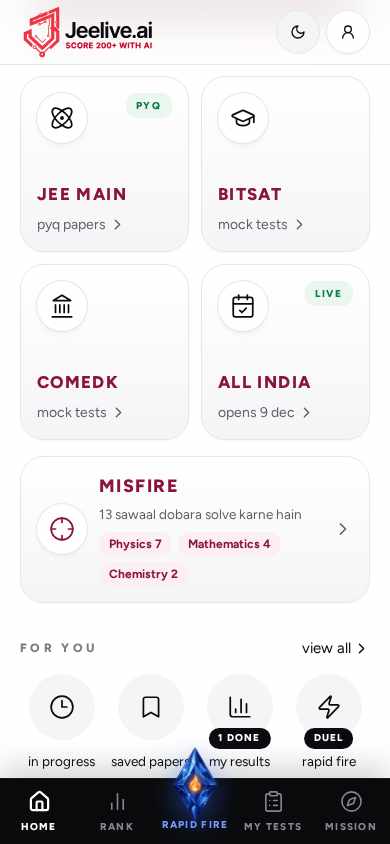 Jeelive.ai
SCORE 200+ WITH AI
PYQ
JEE MAIN
pyq papers
BITSAT
mock tests
COMEDK
mock tests
LIVE
ALL INDIA
opens 9 dec
MISFIRE
13 sawaal dobara solve karne hain
Physics 7 Mathematics 4
Chemistry 2
FOR YOU view all
1 DONE DUEL
in progress saved papers my results rapid fire
HOME RANK RAPID FIRE MY TESTS MISSION